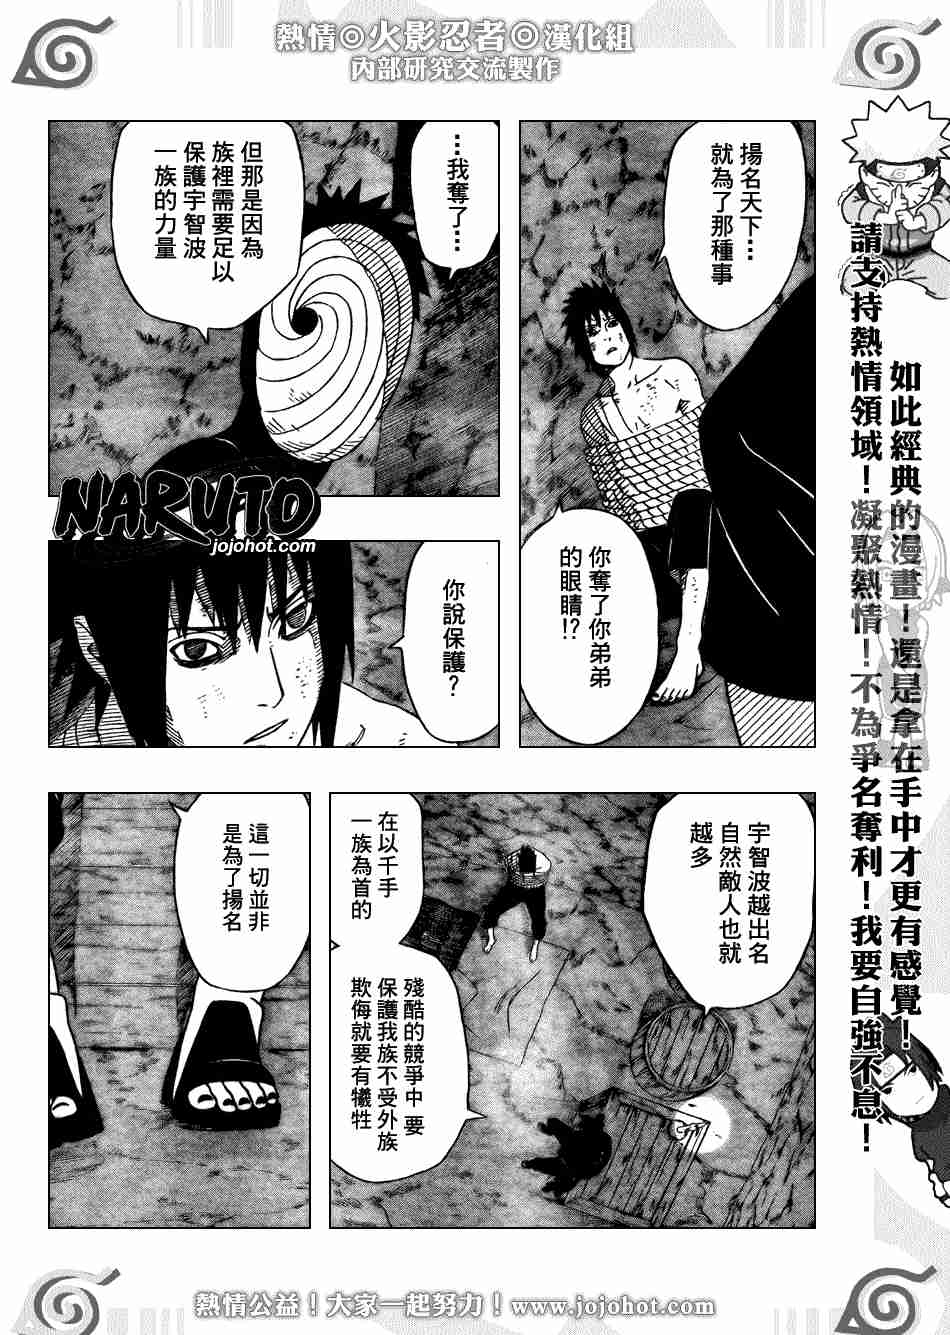 熱情◎火影忍者◎漢化組
內部研究交流製作
揚名天下…
就為了那種事
你奪了你弟弟
的眼睛!?
…我奪了…
但那是因為
族裡需要足以
保護宇智波
一族的力量
NARUTO
jojohot.com
你說保護？
宇智波越出名
自然敵人也就
越多
在以千手
一族為首的
殘酷的競爭中 要
保護我族不受外族
欺侮就要有犧牲
這一切並非
是為了揚名
如此經典的漫畫！還是拿在手中才更有感覺！
請支持熱情領域！凝聚熱情！不為爭名奪利！我要自強不息！
熱情公益！大家一起努力！www.jojohot.com